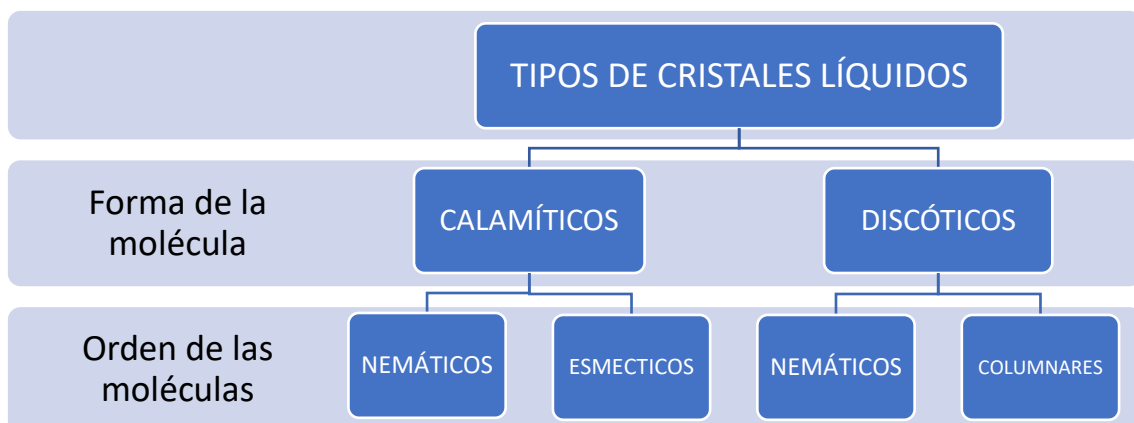 TIPOS DE CRISTALES LÍQUIDOS
Forma de la
molécula
CALAMÍTICOS
DISCÓTICOS
Orden de las
moléculas
NEMÁTICOS
ESMECTICOS
NEMÁTICOS
COLUMNARES